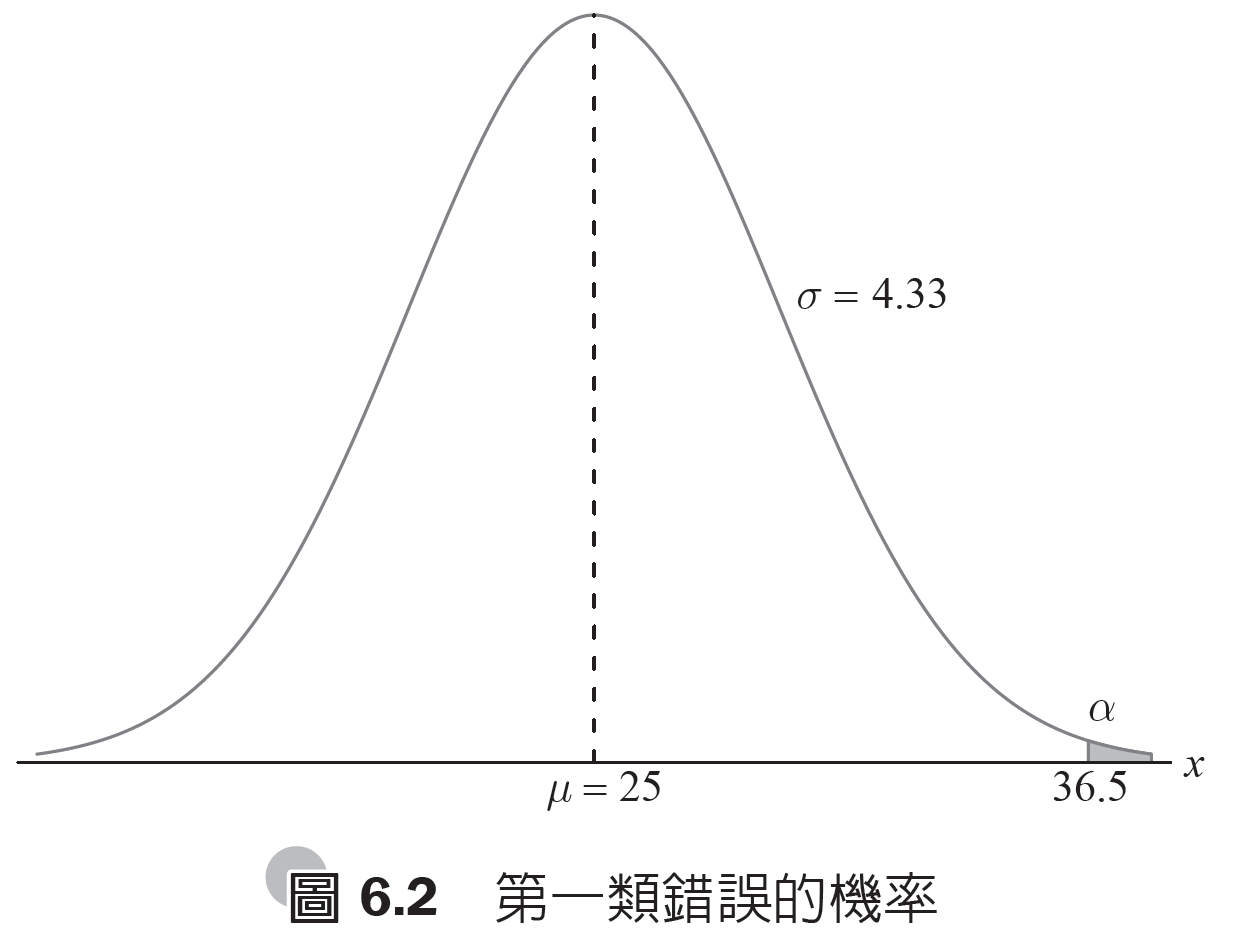 σ = 4.33
α
x
μ = 25
36.5
圖 6.2 第一類錯誤的機率